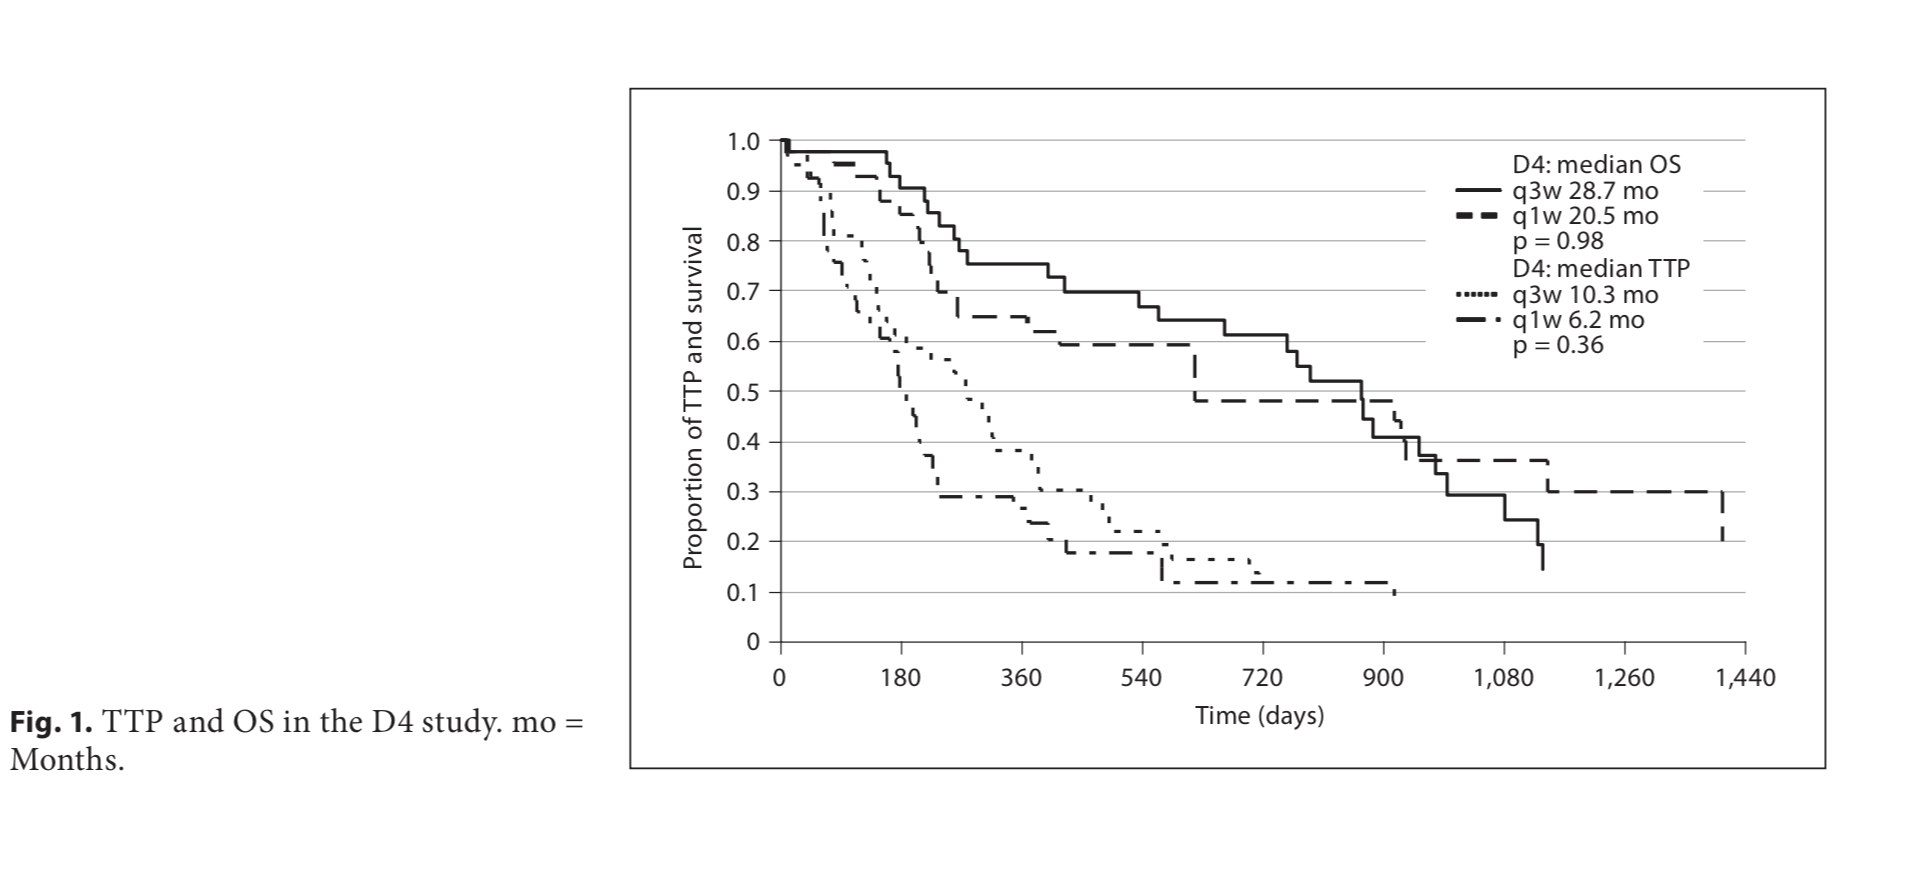 1.0
0.9
0.8
0.7
0.6
0.5
0.4
0.3
0.2
0.1
0
Proportion of TTP and survival
D4: median OS
q3w 28.7 mo
q1w 20.5 mo
p = 0.98
D4: median TTP
q3w 10.3 mo
q1w 6.2 mo
p = 0.36
0 180 360 540 720 900 1,080 1,260 1,440
Time (days)
Fig. 1. TTP and OS in the D4 study. mo =
Months.